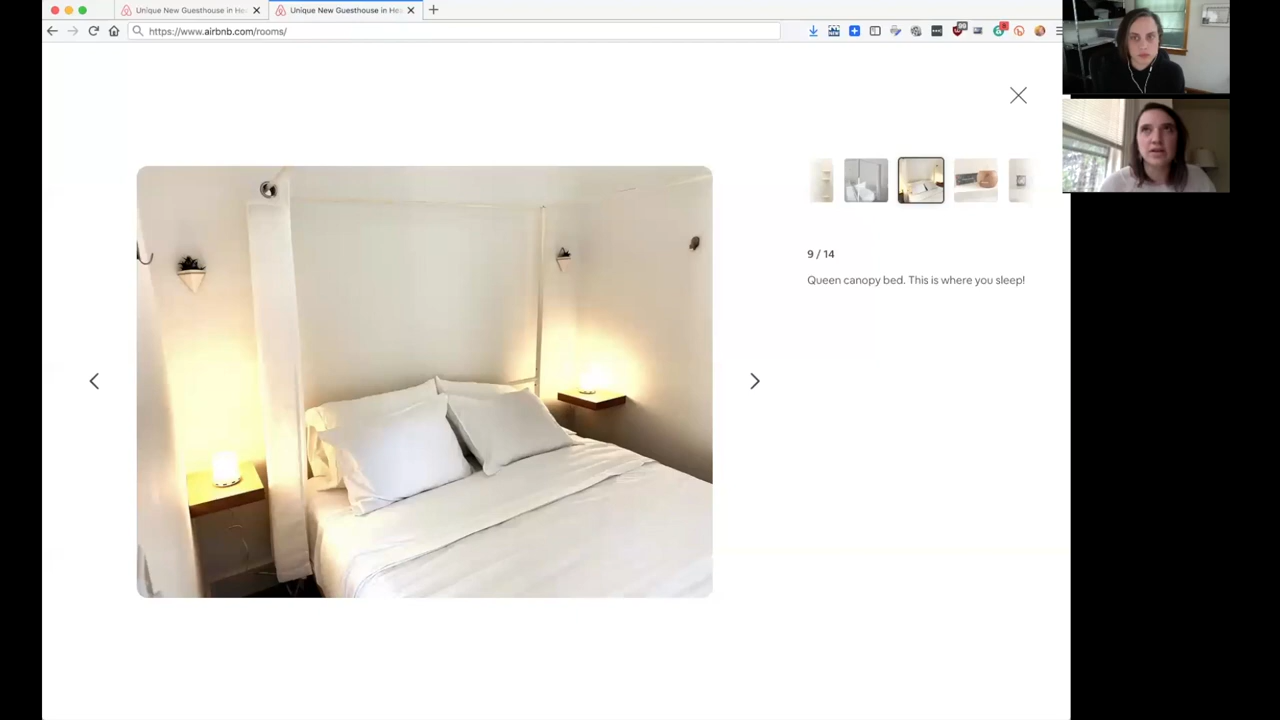 Unique New Guesthouse in He
Unique New Guesthouse in He
https://www.airbnb.com/rooms/
9 / 14
Queen canopy bed. This is where you sleep!